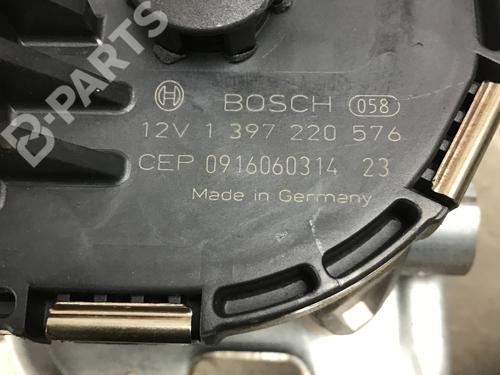 B-PARTS
BOSCH 058
12V 1 397 220 576
CEP 0916060314 23
Made in Germany